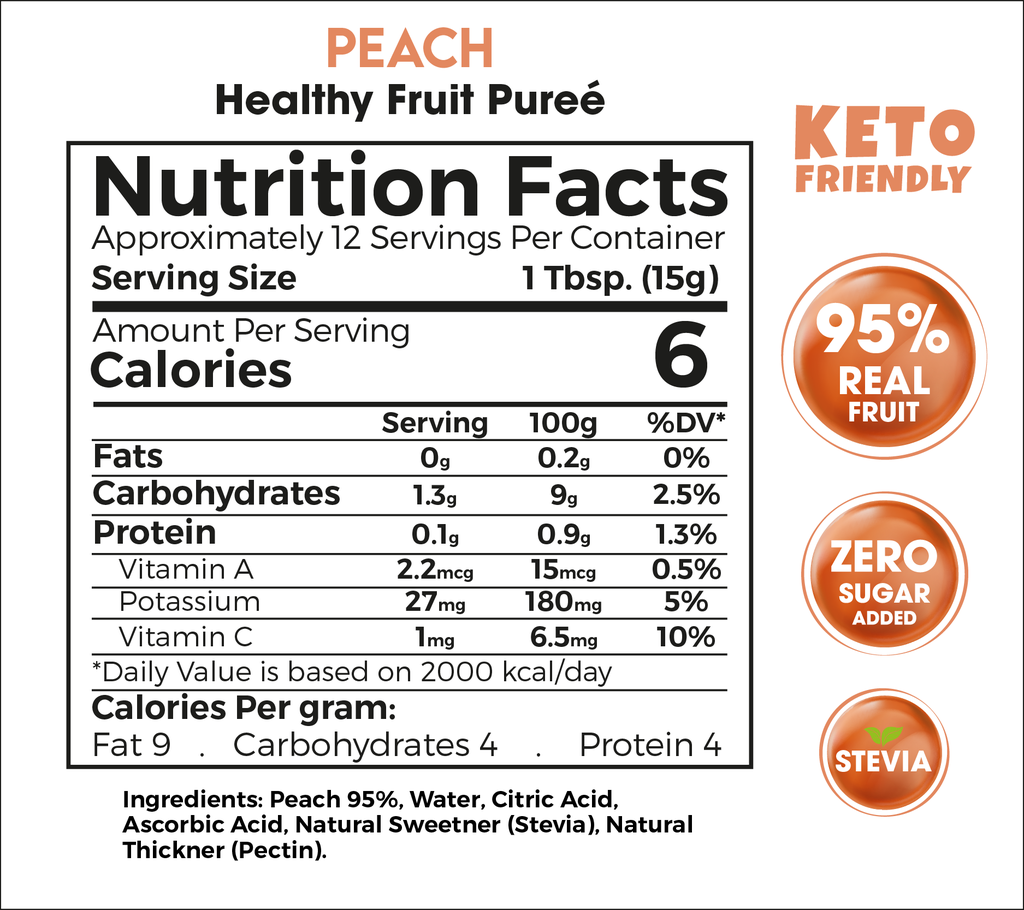 PEACH
Healthy Fruit Pureé
Nutrition Facts
Approximately 12 Servings Per Container
Serving Size 1 Tbsp. (15g)
Amount Per Serving
Calories 6
Serving 100g %DV*
Fats 0g 0.2g 0%
Carbohydrates 1.3g 9g 2.5%
Protein 0.1g 0.9g 1.3%
Vitamin A 2.2mcg 15mcg 0.5%
Potassium 27mg 180mg 5%
Vitamin C 1mg 6.5mg 10%
*Daily Value is based on 2000 kcal/day
Calories Per gram:
Fat 9 . Carbohydrates 4 . Protein 4
Ingredients: Peach 95%, Water, Citric Acid,
Ascorbic Acid, Natural Sweetner (Stevia), Natural
Thickner (Pectin).
KETO
FRIENDLY
95%
REAL
FRUIT
ZERO
SUGAR
ADDED
STEVIA